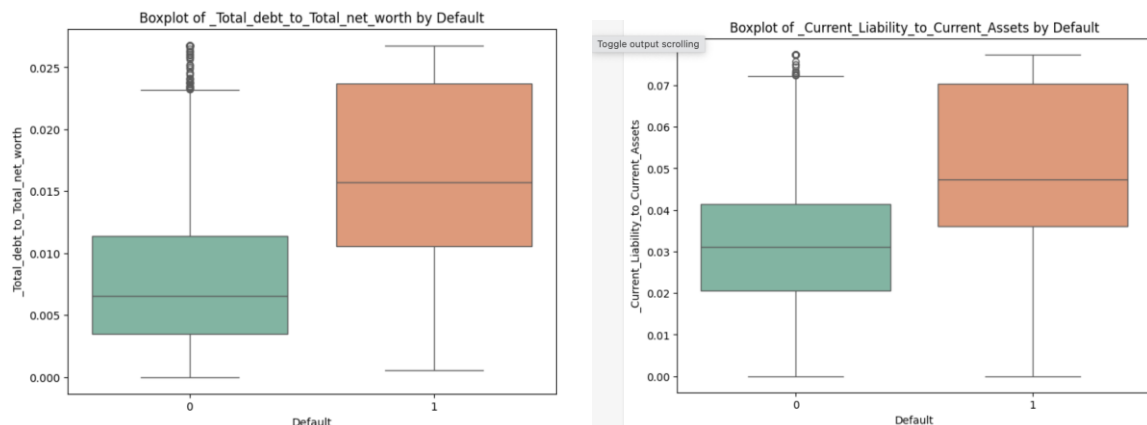 Boxplot of _Total_debt_to_Total_net_worth by Default
0.025
0.020
0.015
0.010
0.005
0.000
_Total_debt_to_Total_net_worth
0 1
Default
Boxplot of _Current_Liability_to_Current_Assets by Default
Toggle output scrolling
0.07
0.06
0.05
0.04
0.03
0.02
0.01
0.00
_Current_Liability_to_Current_Assets
0 1
Default